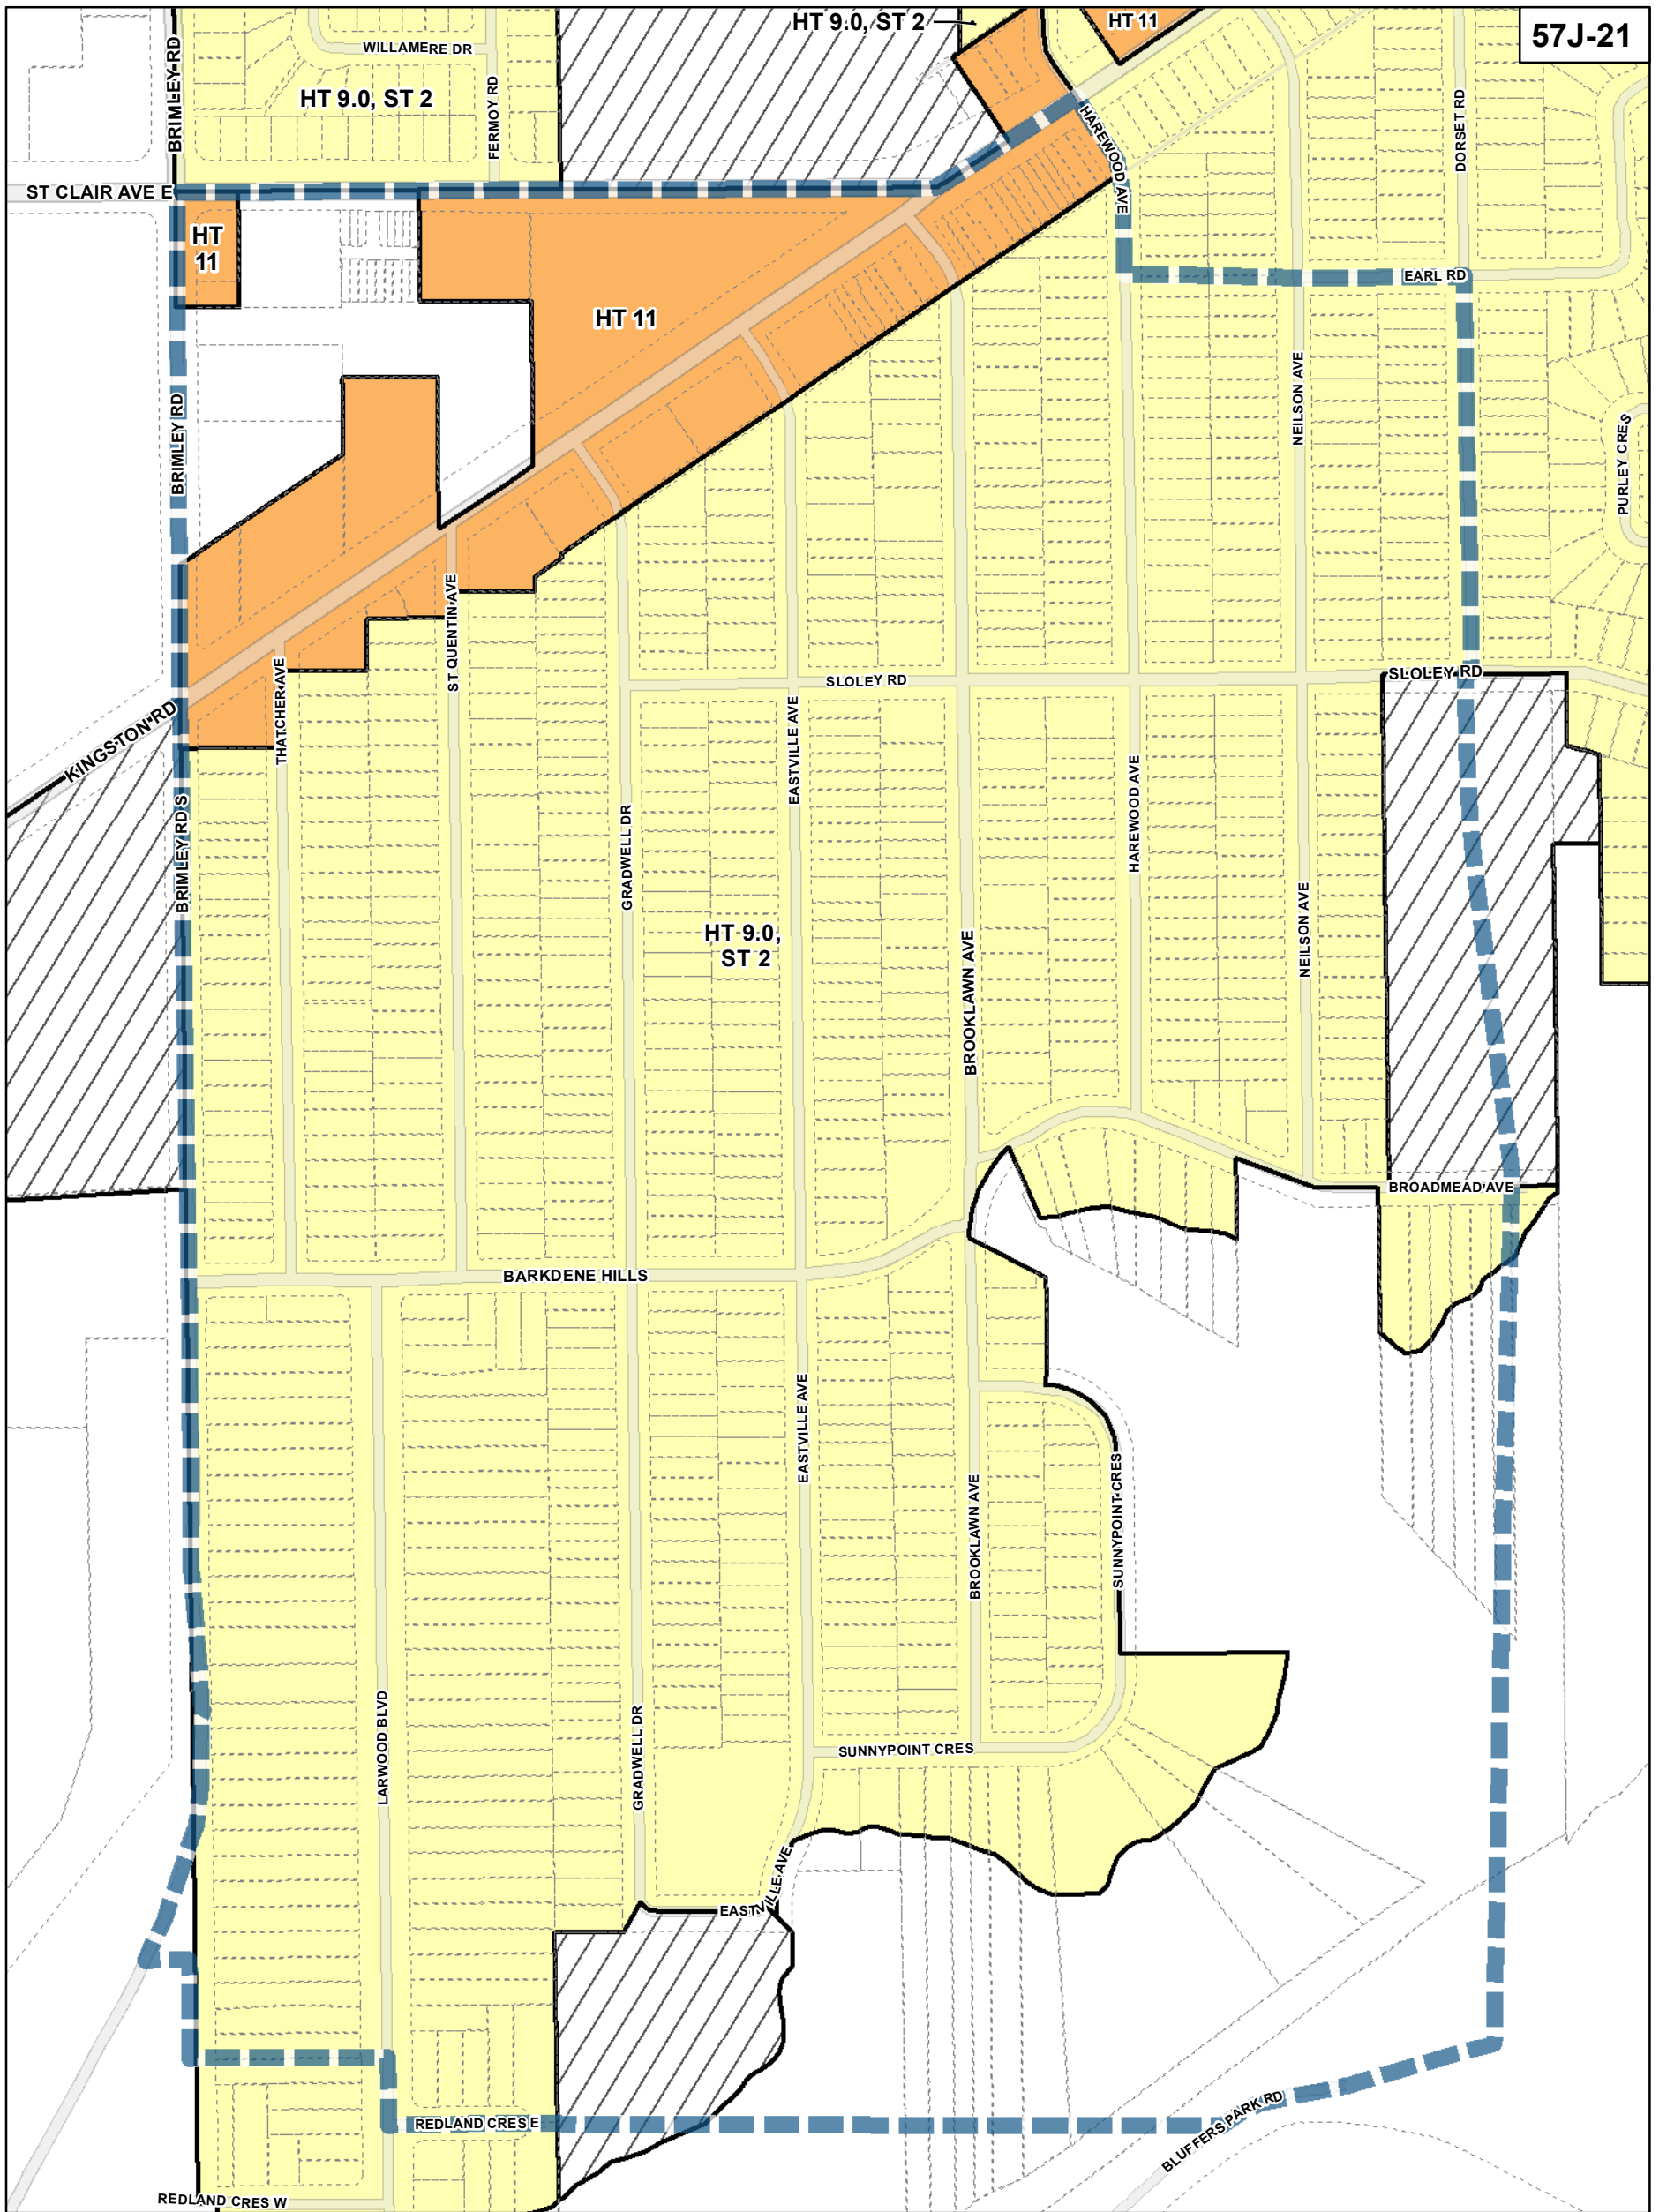 HT 9.0, ST 2
HT 11
57J-21
WILLAMERE DR
BRIMLEY RD
HT 9.0, ST 2
FERMOY RD
HAREWOOD AVE
DORSET RD
ST CLAIR AVE E
HT
11
EARL RD
HT 11
BRIMLEY RD
NEILSON AVE
PURLEY CRES
ST QUENTIN AVE
THATCHER AVE
SLOLEY RD
SLOLEY RD
KINGSTON RD
EASTVILLE AVE
BRIMLEY RD S
GRADWELL DR
HAREWOOD AVE
HT 9.0,
ST 2
NEILSON AVE
BROOKLAWN AVE
BROADMEAD AVE
BARKDENE HILLS
EASTVILLE AVE
BROOKLAWN AVE
SUNNYPOINT CRES
LARWOOD BLVD
GRADWELL DR
SUNNYPOINT CRES
EASTVILLE AVE
REDLAND CRES E
BLUFFERS PARK RD
REDLAND CRES W